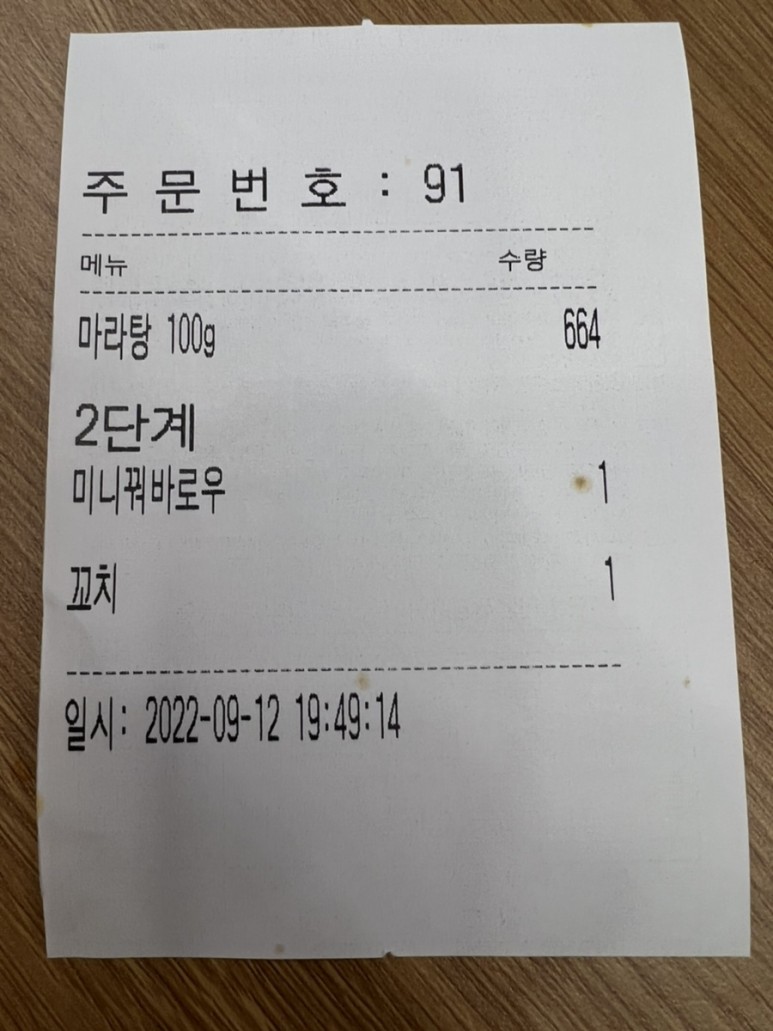 주 문 번 호 : 91
메뉴 수량
마라탕 100g 664
2단계
미니꿔바로우 1
꼬치 1
일시: 2022-09-12 19:49:14